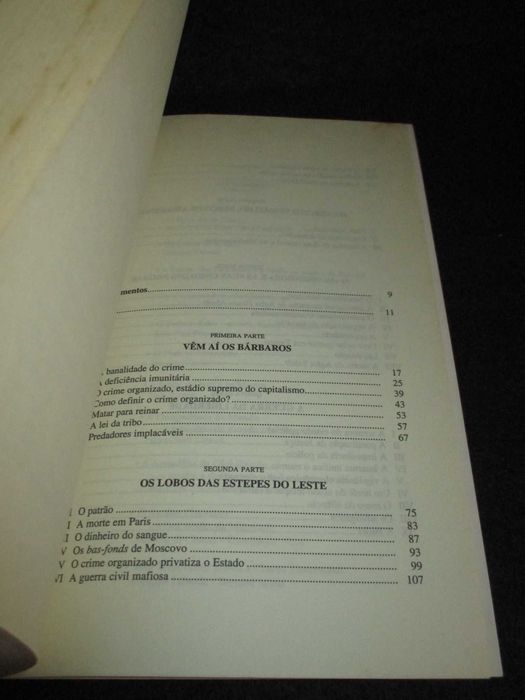 mentos 9
11
PRIMEIRA PARTE
VÊM AÍ OS BÁRBAROS
banalidade do crime 17
deficiência imunitária 25
O crime organizado, estádio supremo do capitalismo 39
Como definir o crime organizado? 43
Matar para reinar 53
A lei da tribo 57
Predadores implacáveis 67
SEGUNDA PARTE
OS LOBOS DAS ESTEPES DO LESTE
I O patrão 75
I A morte em Paris 83
I O dinheiro do sangue 87
V Os bas-fonds de Moscovo 93
V O crime organizado privatiza o Estado 99
VI A guerra civil mafiosa 107